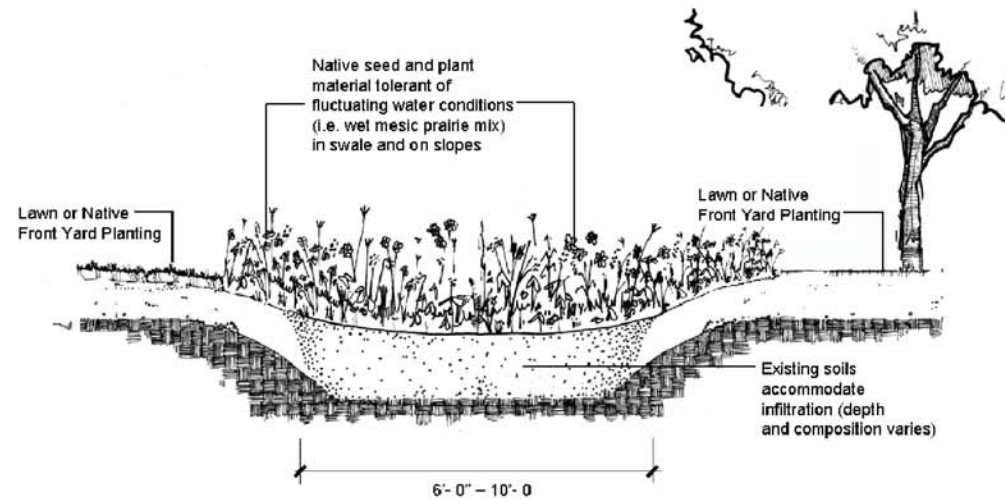 Native seed and plant
material tolerant of
fluctuating water conditions
(i.e. wet mesic prairie mix)
in swale and on slopes
Lawn or Native
Front Yard Planting
Lawn or Native
Front Yard Planting
Existing soils
accommodate
infiltration (depth
and composition varies)
6'- 0" – 10'- 0